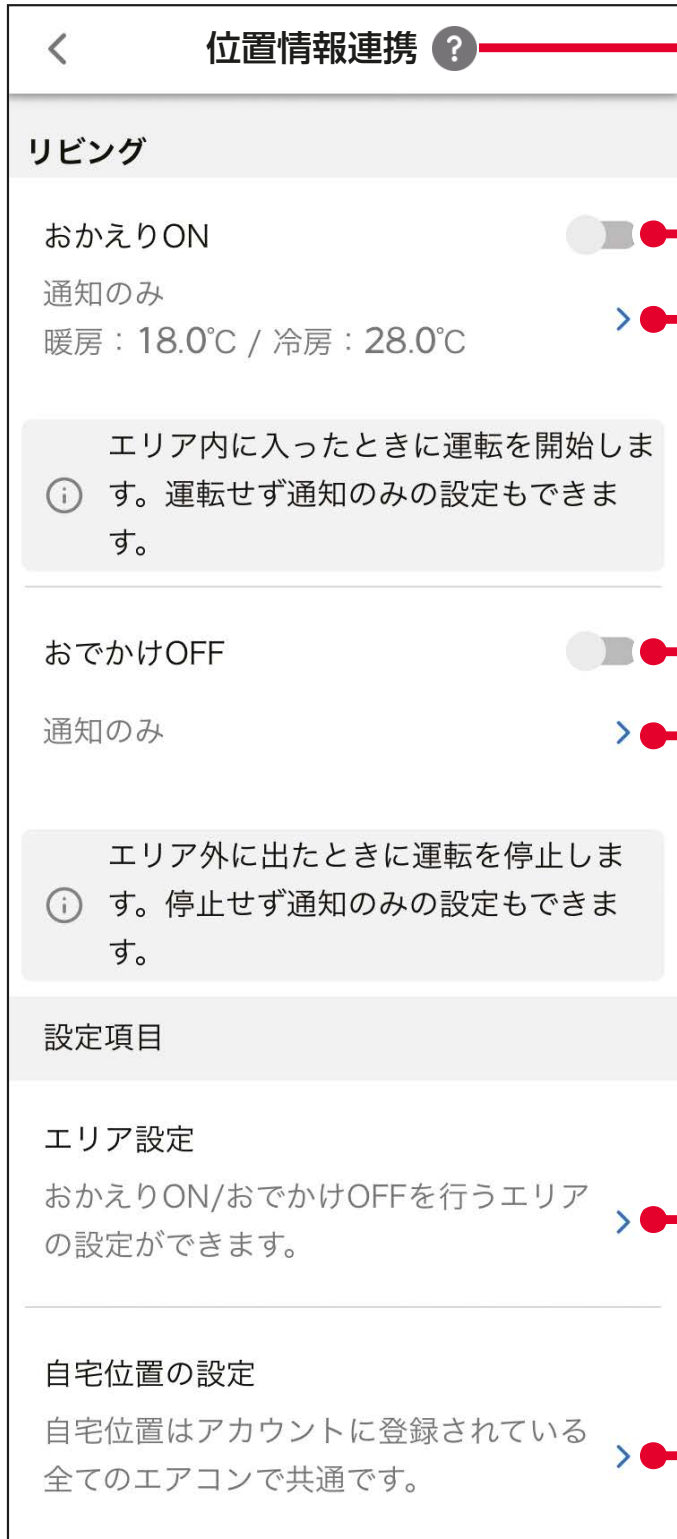 位置情報連携 ?
リビング
おかえりON
通知のみ
暖房：18.0℃ / 冷房：28.0℃
エリア内に入ったときに運転を開始しま
す。運転せず通知のみの設定もできま
す。
おでかけOFF
通知のみ
エリア外に出たときに運転を停止しま
す。停止せず通知のみの設定もできま
す。
設定項目
エリア設定
おかえりON/おでかけOFFを行うエリア
の設定ができます。
自宅位置の設定
自宅位置はアカウントに登録されている
全てのエアコンで共通です。